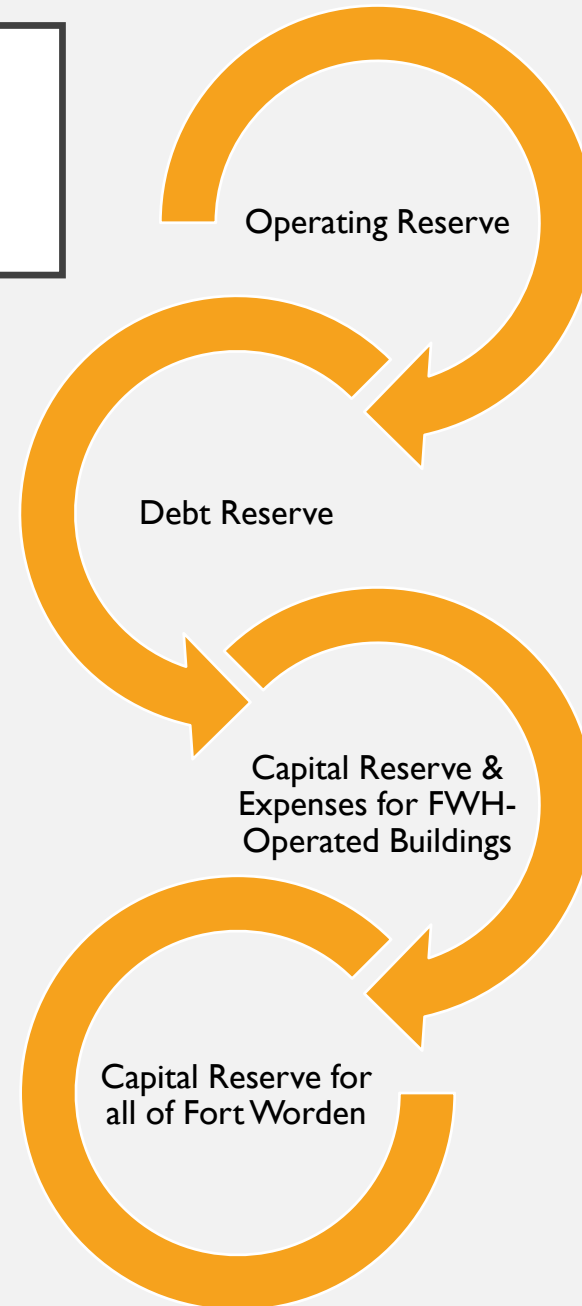 Operating Reserve
Debt Reserve
Capital Reserve &
Expenses for FWH-
Operated Buildings
Capital Reserve for
all of Fort Worden